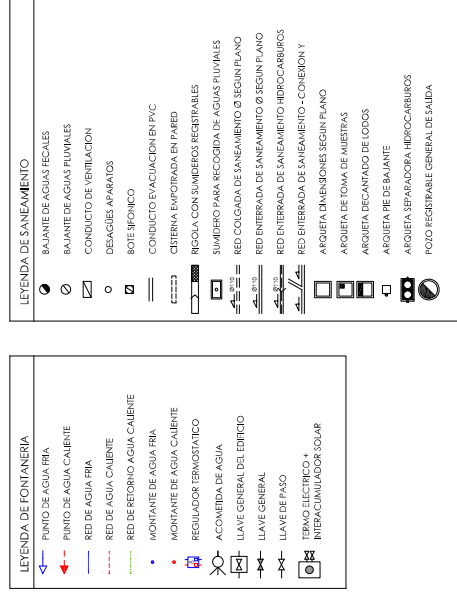 LEYENDA DE SANEAMIENTO
BAJANTE DE AGUAS FECALES
BAJANTE DE AGUAS PLUVIALES
CONDUCTO DE VENTILACION
DESAGÜES APARATOS
BOTE SIFONICO
CONDUCTO EVACUACION EN PVC
CISTERNA EMPOTRADA EN PARED
RIGOLA CON SUMIDEROS REGISTRABLES
SUMIDERO PARA RECOGIDA DE AGUAS PLUVIALES
Ø110 RED COLGADA DE SANEAMIENTO Ø SEGUN PLANO
Ø110 RED ENTERRADA DE SANEAMIENTO Ø SEGUN PLANO
Ø110 RED ENTERRADA DE SANEAMIENTO HIDROCARBUROS
RED ENTERRADA DE SANEAMIENTO - CONEXION Y
ARQUETA DIMENSIONES SEGUN PLANO
ARQUETA DE TOMA DE MUESTRAS
ARQUETA DECANTADO DE LODOS
ARQUETA PIE DE BAJANTE
ARQUETA SEPARADORA HIDROCARBUROS
POZO REGISTRABLE GENERAL DE SALIDA
LEYENDA DE FONTANERIA
PUNTO DE AGUA FRIA
PUNTO DE AGUA CALIENTE
RED DE AGUA FRIA
RED DE AGUA CALIENTE
RED DE RETORNO AGUA CALIENTE
MONTANTE DE AGUA FRIA
MONTANTE DE AGUA CALIENTE
REGULADOR TERMOSTATICO
ACOMETIDA DE AGUA
LLAVE GENERAL DEL EDIFICIO
LLAVE GENERAL
LLAVE DE PASO
TERMO ELECTRICO +
INTERACUMULADOR SOLAR